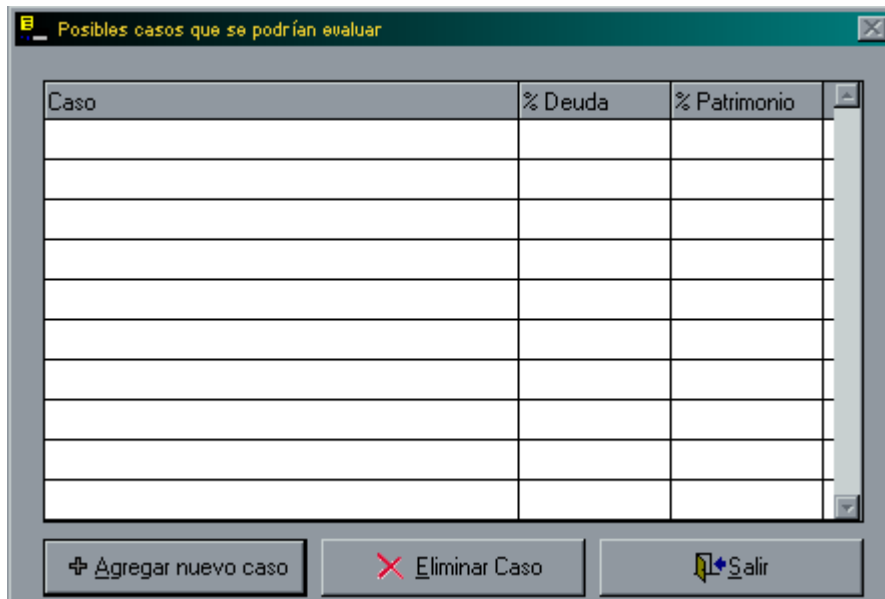 Posibles casos que se podrían evaluar
Caso % Deuda % Patrimonio
Agregar nuevo caso Eliminar Caso Salir